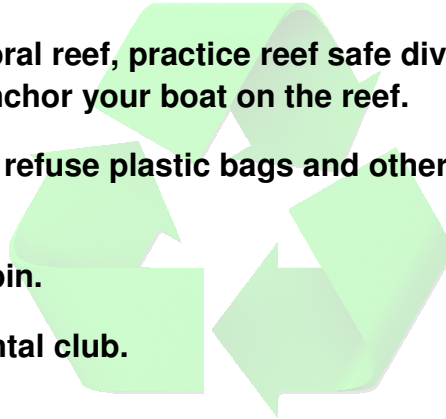 oral reef, practice reef safe div
nchor your boat on the reef.
refuse plastic bags and other
bin.
ntal club.